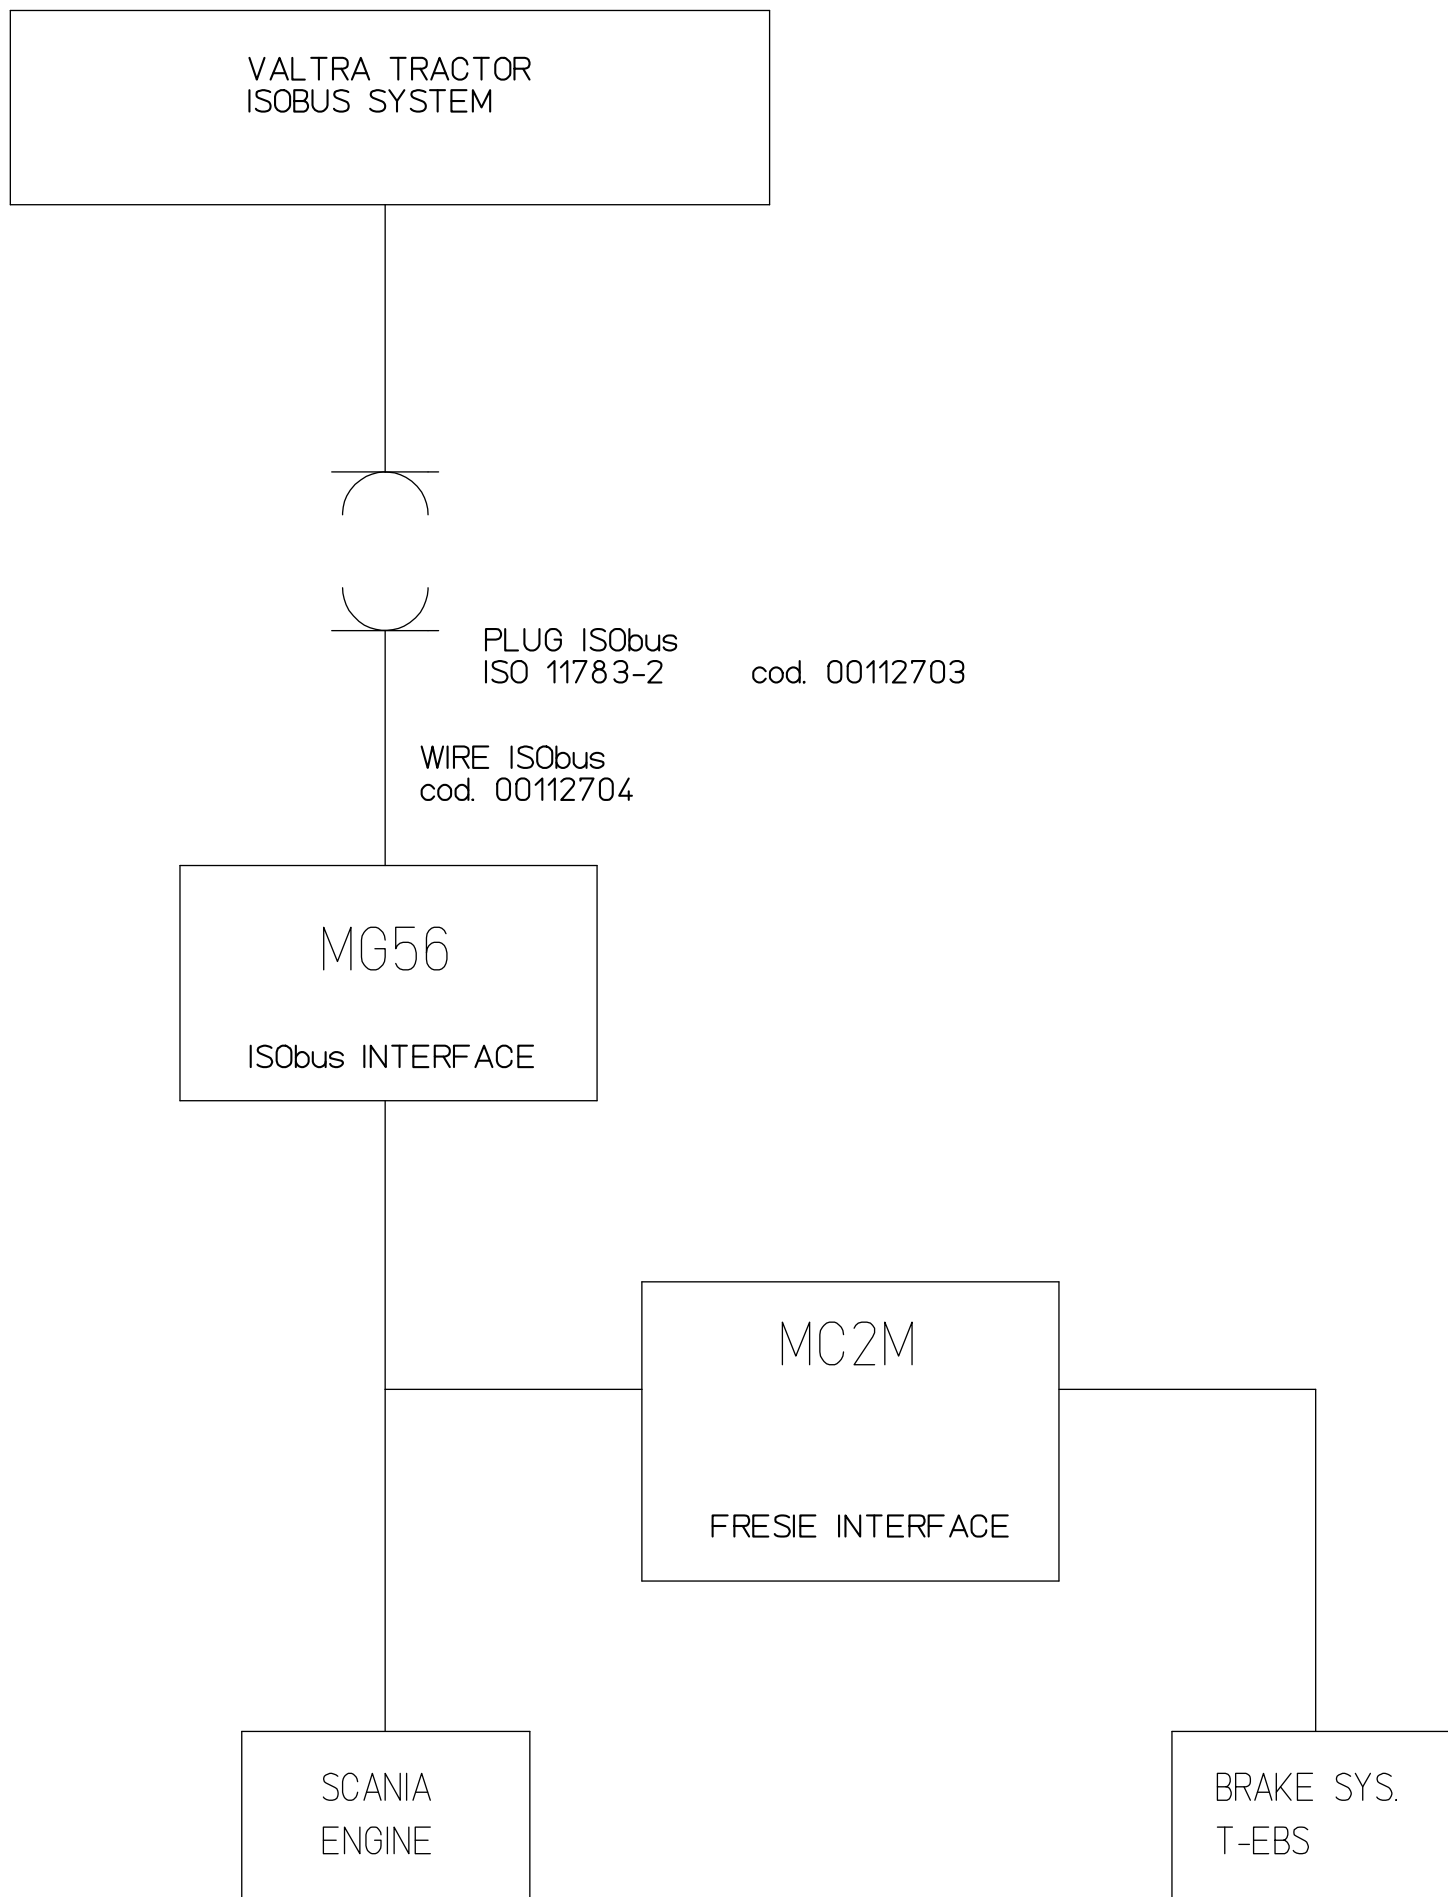 VALTRA TRACTOR
ISOBUS SYSTEM
PLUG ISObus
ISO 11783-2 cod. 00112703
WIRE ISObus
cod. 00112704
MG56
ISObus INTERFACE
MC2M
FRESIE INTERFACE
SCANIA
ENGINE
BRAKE SYS.
T-EBS